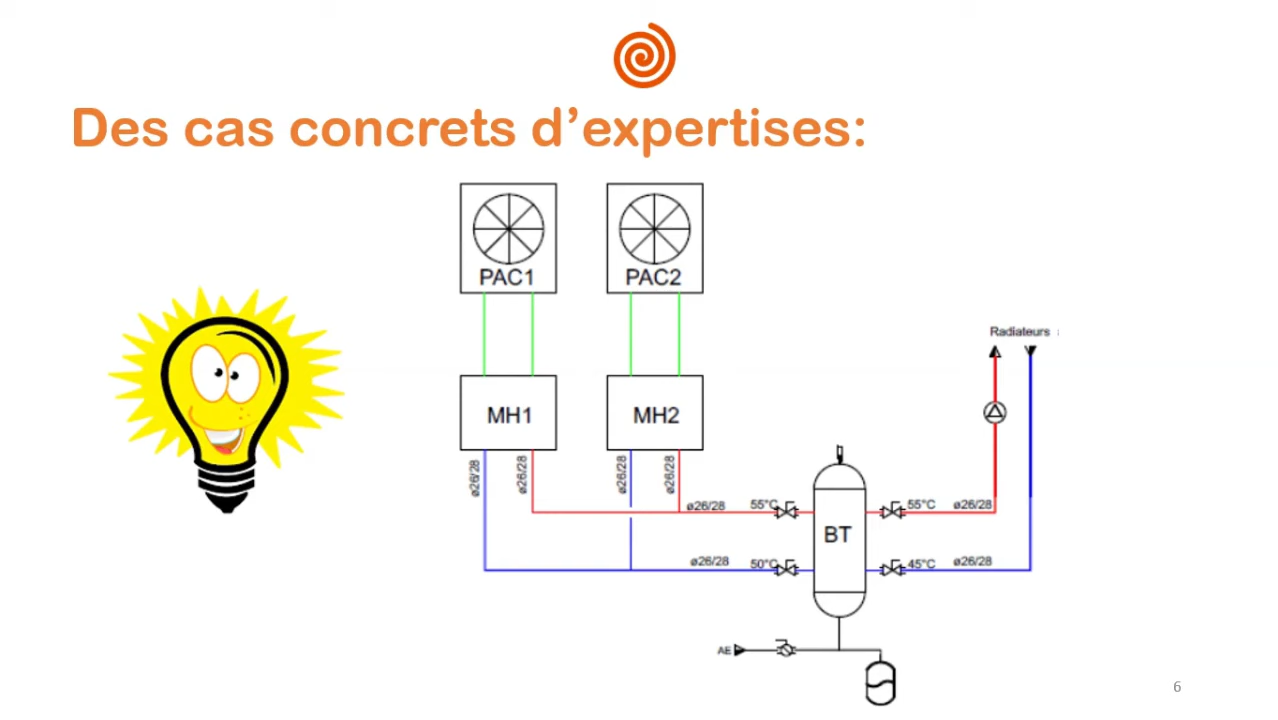 Des cas concrets d’expertises:
PAC1
PAC2
Radiateurs :
MH1
MH2
ø26/28
ø26/28
ø26/28
ø26/28
ø26/28
55°C
55°C
ø26/28
BT
ø26/28
50°C
45°C
ø26/28
AE
6